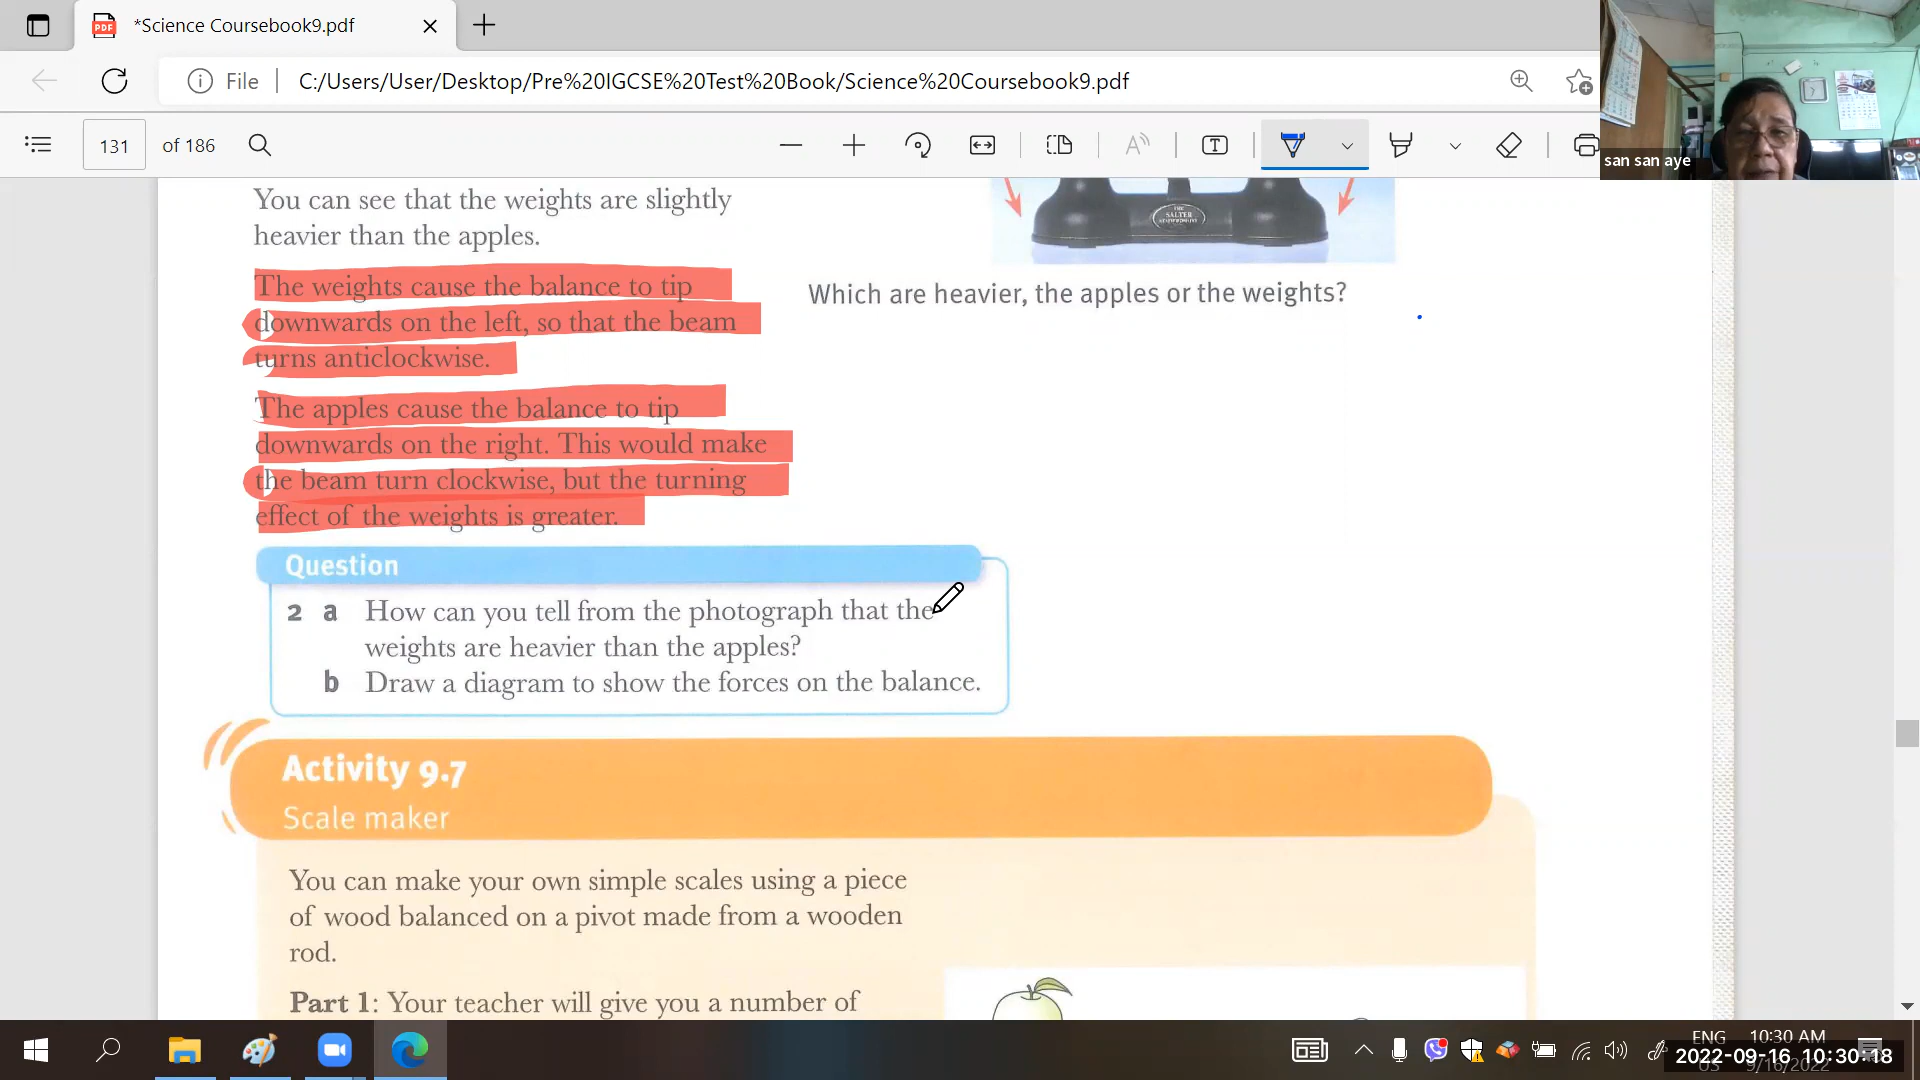 *Science Coursebook9.pdf
File
C:/Users/User/Desktop/Pre%20IGCSE%20Test%20Book/Science%20Coursebook9.pdf
131 of 186
san san aye
You can see that the weights are slightly
heavier than the apples.
The weights cause the balance to tip
downwards on the left, so that the beam
turns anticlockwise.
The apples cause the balance to tip
downwards on the right. This would make
the beam turn clockwise, but the turning
effect of the weights is greater.
SALTER
Which are heavier, the apples or the weights?
Question
2 a How can you tell from the photograph that the
weights are heavier than the apples?
b Draw a diagram to show the forces on the balance.
Activity 9.7
Scale maker
You can make your own simple scales using a piece
of wood balanced on a pivot made from a wooden
rod.
Part 1: Your teacher will give you a number of
ENG
10:30 AM
2022-09-16 10:30:18
9/16/2022